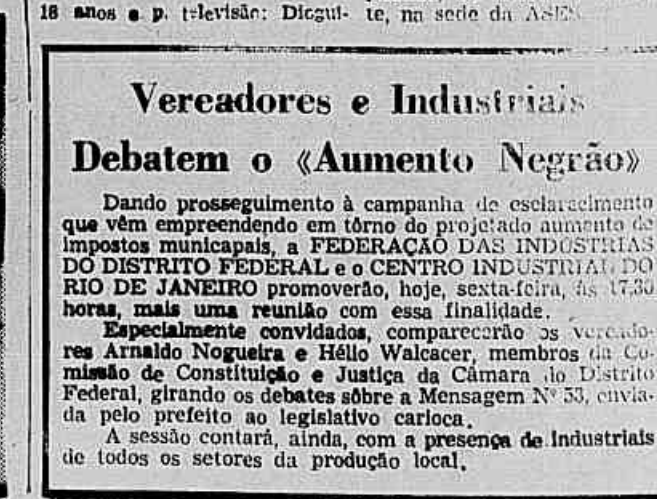 18 anos e p. televisão: Diogui- te, na sede da ASES
Vereadores e Industriais
Debatem o «Aumento Negrão»
Dando prosseguimento à campanha de esclarecimento
que vêm empreendendo em tôrno do projetado aumento de
impostos municapais, a FEDERAÇÃO DAS INDÚSTRIAS
DO DISTRITO FEDERAL e o CENTRO INDUSTRIAL DO
RIO DE JANEIRO promoverão, hoje, sexta-feira, às 17,30
horas, mais uma reunião com essa finalidade.
Especialmente convidados, comparecerão os vereado-
res Arnaldo Nogueira e Hélio Walcacer, membros da Co-
missão de Constituição e Justiça da Câmara do Distrito
Federal, girando os debates sôbre a Mensagem Nº 53, envia-
da pelo prefeito ao legislativo carioca.
A sessão contará, ainda, com a presença de industriais
de todos os setores da produção local.